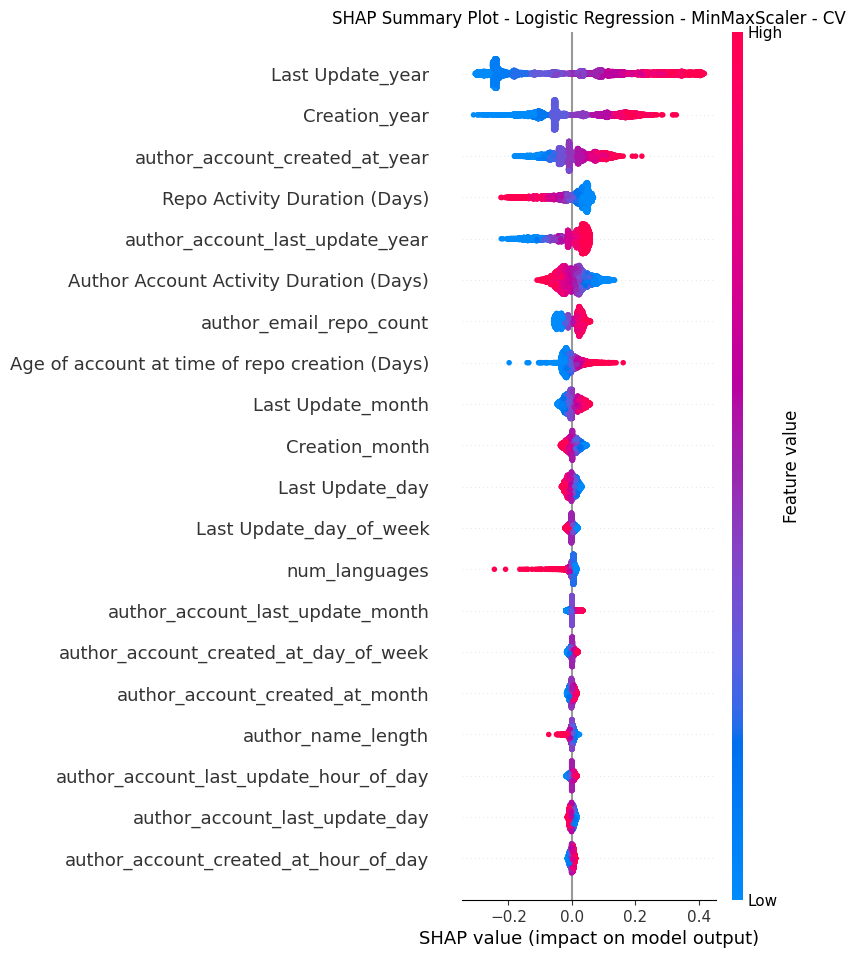 SHAP Summary Plot - Logistic Regression - MinMaxScaler - CV
High
Last Update_year
Creation_year
author_account_created_at_year
Repo Activity Duration (Days)
author_account_last_update_year
Author Account Activity Duration (Days)
author_email_repo_count
Age of account at time of repo creation (Days)
Last Update_month
Creation_month
Last Update_day
Last Update_day_of_week
num_languages
author_account_last_update_month
author_account_created_at_day_of_week
author_account_created_at_month
author_name_length
author_account_last_update_hour_of_day
author_account_last_update_day
author_account_created_at_hour_of_day
Feature value
Low
−0.2 0.0 0.2 0.4
SHAP value (impact on model output)